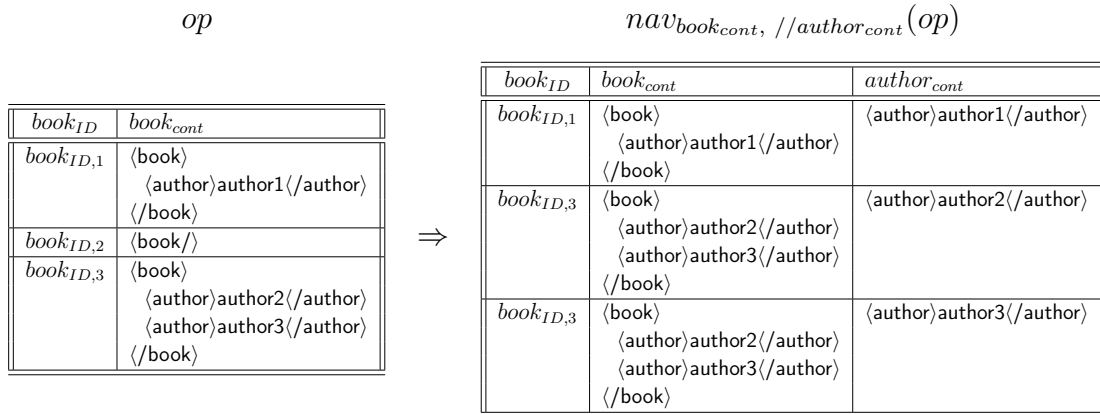 op
book_ID book_cont
book_ID,1 ⟨book⟩
⟨author⟩author1⟨/author⟩
⟨/book⟩
book_ID,2 ⟨book/⟩
book_ID,3 ⟨book⟩
⟨author⟩author2⟨/author⟩
⟨author⟩author3⟨/author⟩
⟨/book⟩
⇒
nav_book_cont, //author_cont(op)
book_ID book_cont author_cont
book_ID,1 ⟨book⟩ ⟨author⟩author1⟨/author⟩
⟨author⟩author1⟨/author⟩
⟨/book⟩
book_ID,3 ⟨book⟩ ⟨author⟩author2⟨/author⟩
⟨author⟩author2⟨/author⟩
⟨author⟩author3⟨/author⟩
⟨/book⟩
book_ID,3 ⟨book⟩ ⟨author⟩author3⟨/author⟩
⟨author⟩author2⟨/author⟩
⟨author⟩author3⟨/author⟩
⟨/book⟩